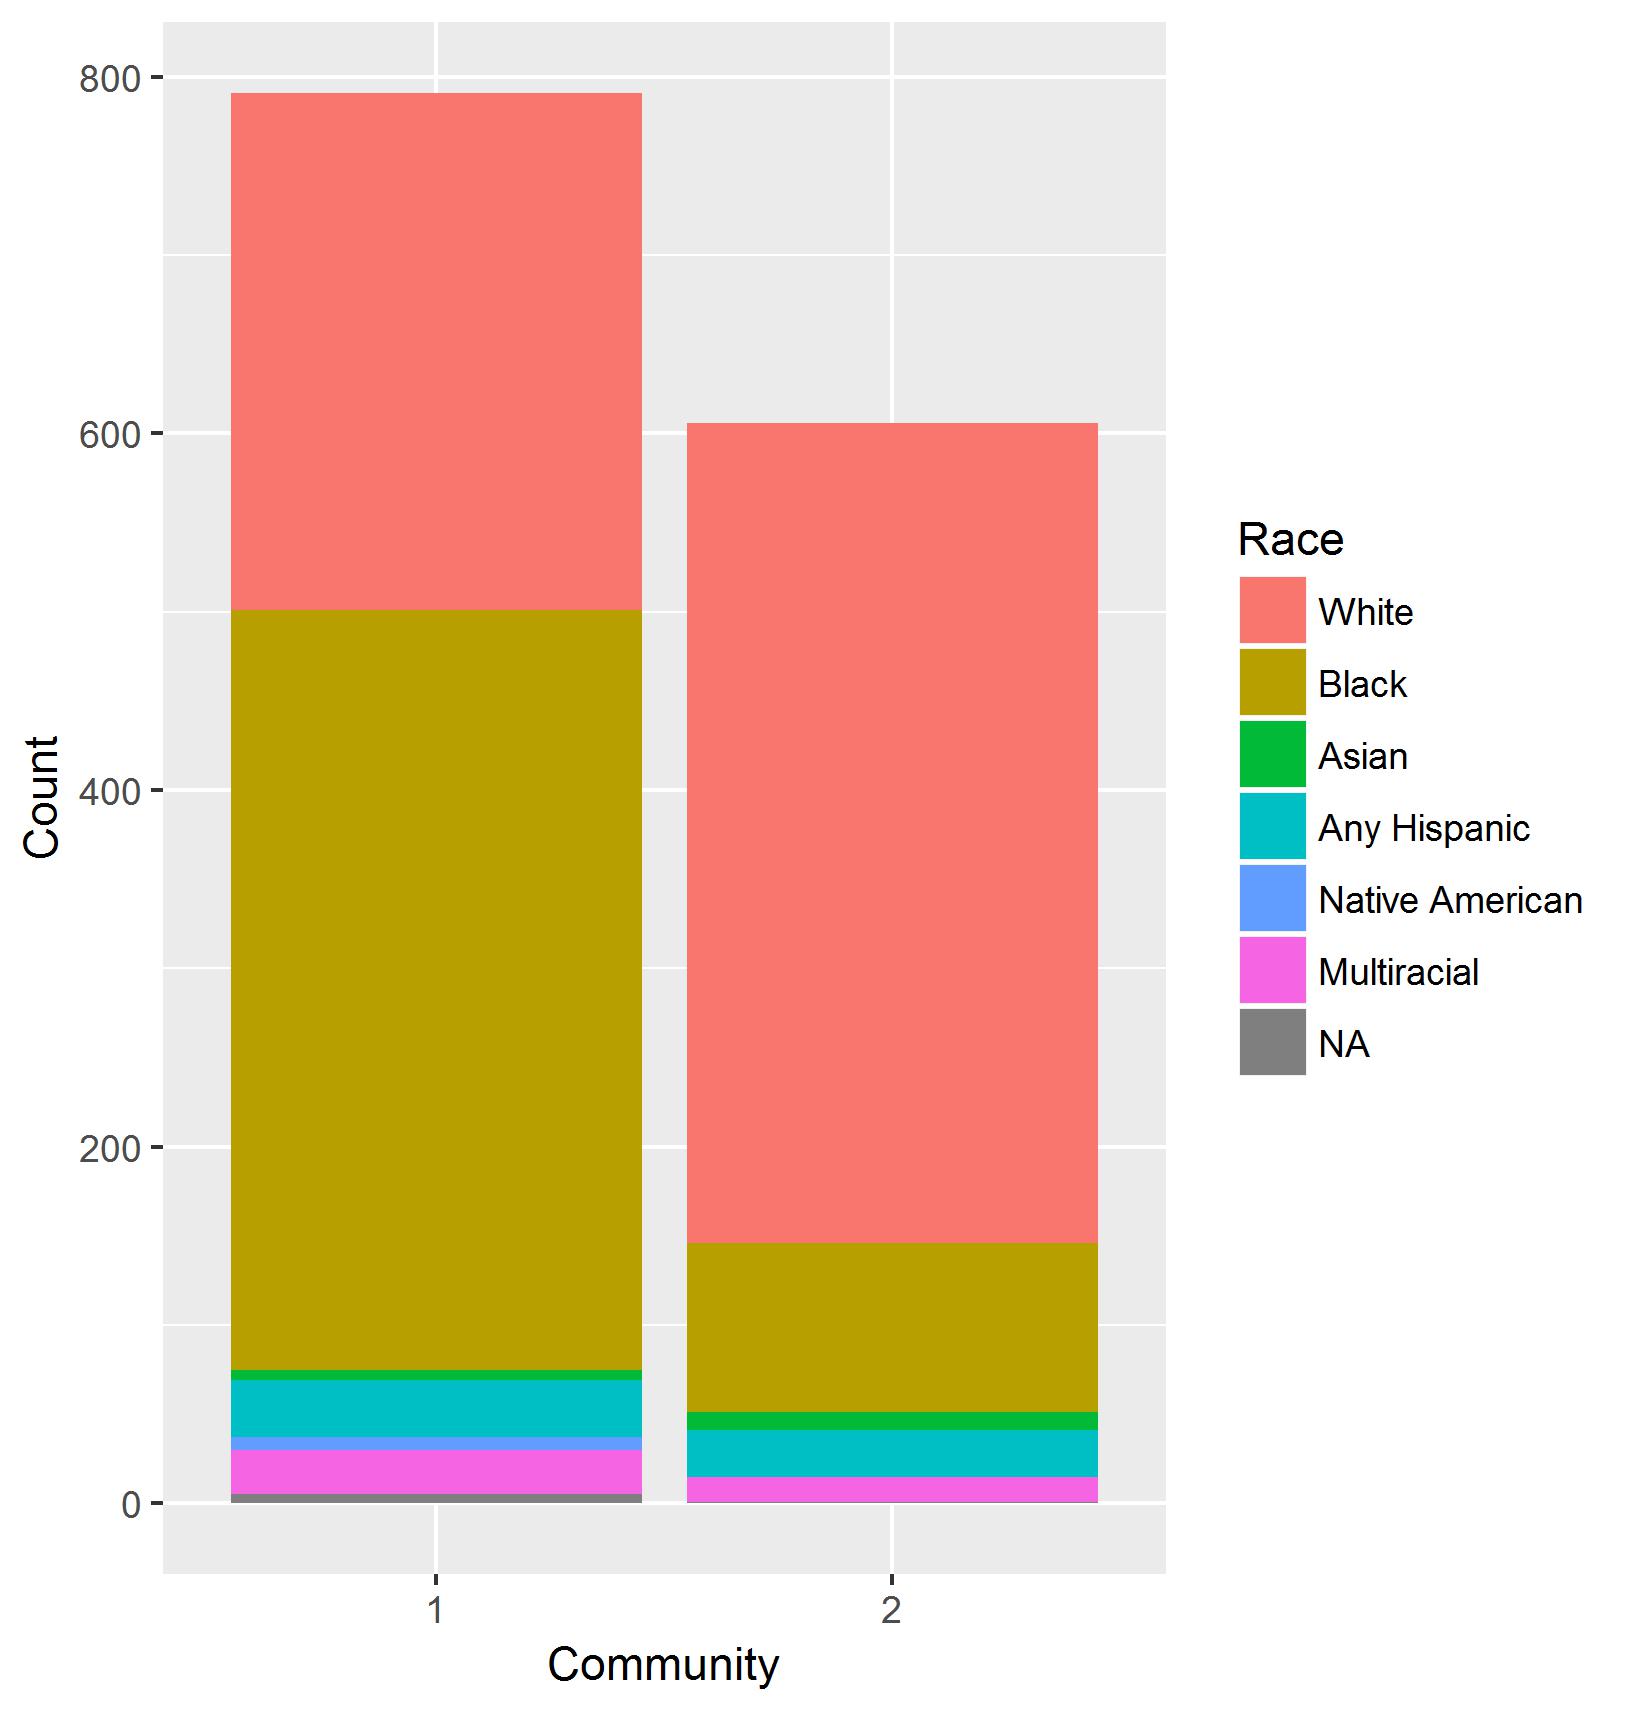 800
600
400
200
0
Count
1
2
Community
Race
White
Black
Asian
Any Hispanic
Native American
Multiracial
NA